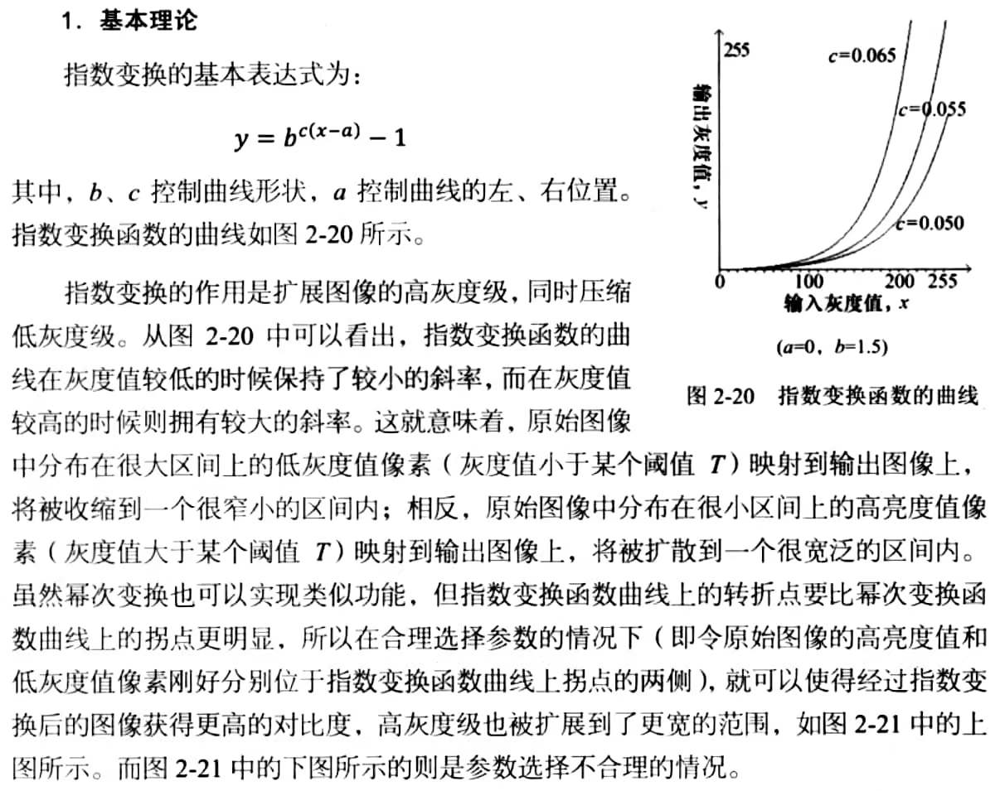 1. 基本理论
指数变换的基本表达式为：
y = b^{c(x−a)} − 1
其中，b、c 控制曲线形状，a 控制曲线的左、右位置。
指数变换函数的曲线如图 2-20 所示。
指数变换的作用是扩展图像的高灰度级，同时压缩
低灰度级。从图 2-20 中可以看出，指数变换函数的曲
线在灰度值较低的时候保持了较小的斜率，而在灰度值
较高的时候则拥有较大的斜率。这就意味着，原始图像
255
c=0.065
c=0.055
c=0.050
输出灰度值，y
0 100 200 255
输入灰度值，x
(a=0，b=1.5)
图 2-20 指数变换函数的曲线
中分布在很大区间上的低灰度值像素（灰度值小于某个阈值 T）映射到输出图像上，
将被收缩到一个很窄小的区间内；相反，原始图像中分布在很小区间上的高亮度值像
素（灰度值大于某个阈值 T）映射到输出图像上，将被扩散到一个很宽泛的区间内。
虽然幂次变换也可以实现类似功能，但指数变换函数曲线上的转折点要比幂次变换函
数曲线上的拐点更明显，所以在合理选择参数的情况下（即令原始图像的高亮度值和
低灰度值像素刚好分别位于指数变换函数曲线上拐点的两侧），就可以使得经过指数变
换后的图像获得更高的对比度，高灰度级也被扩展到了更宽的范围，如图 2-21 中的上
图所示。而图 2-21 中的下图所示的则是参数选择不合理的情况。